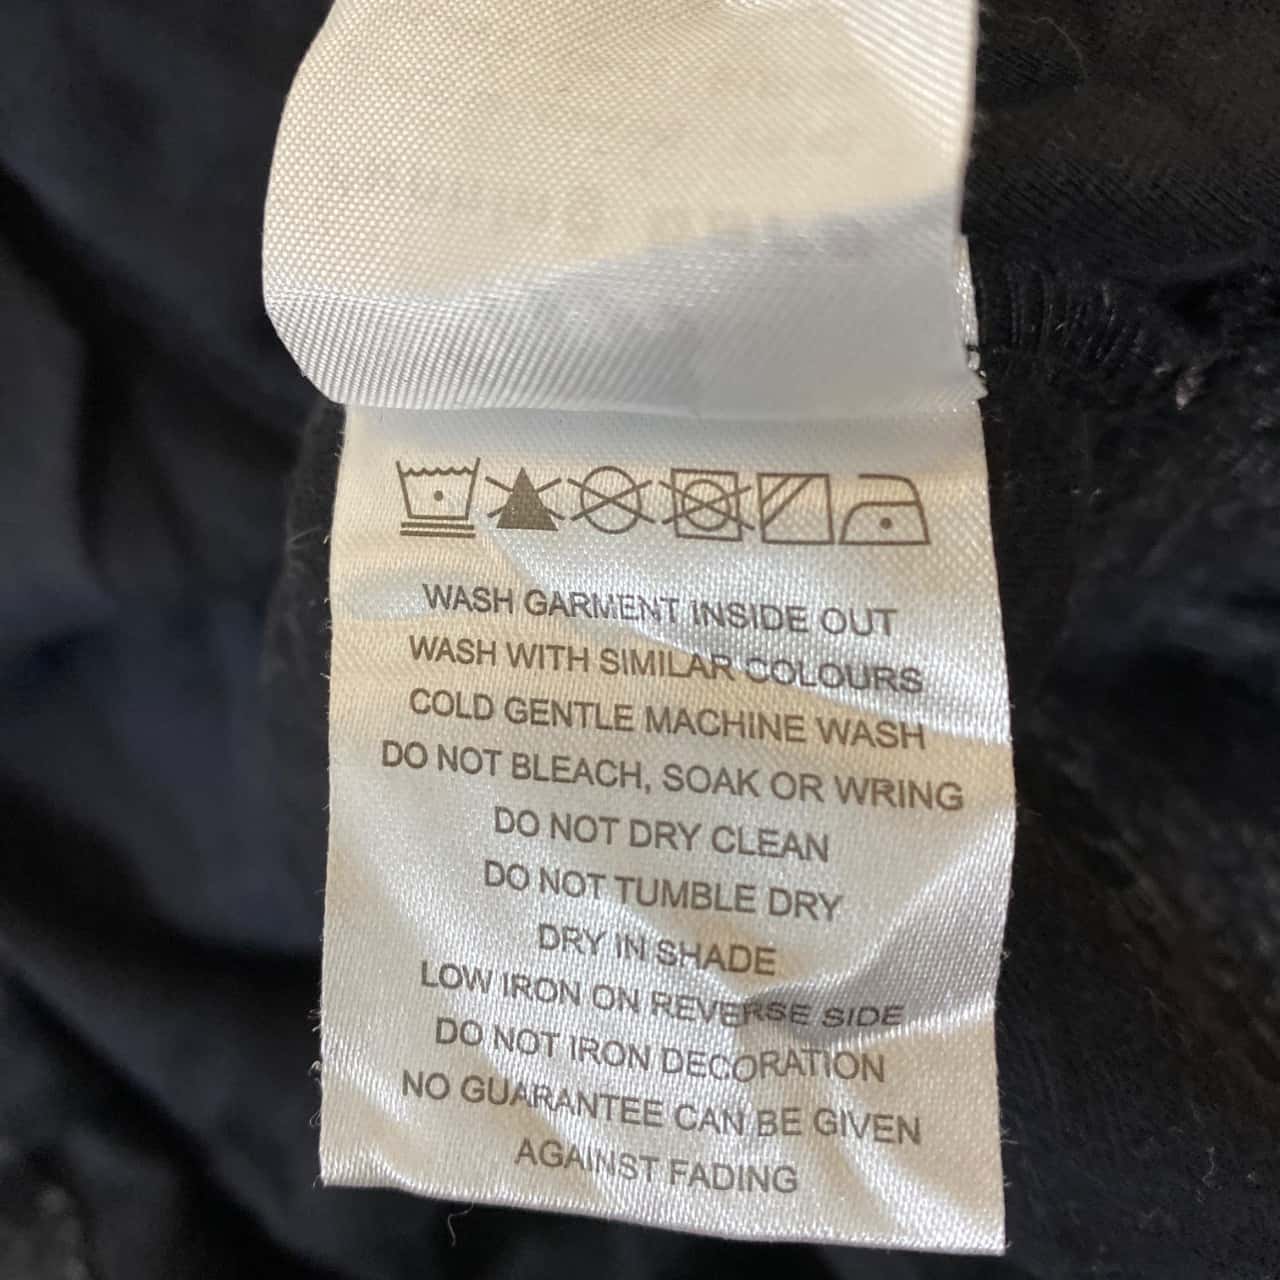 WASH GARMENT INSIDE OUT
WASH WITH SIMILAR COLOURS
COLD GENTLE MACHINE WASH
DO NOT BLEACH, SOAK OR WRING
DO NOT DRY CLEAN
DO NOT TUMBLE DRY
DRY IN SHADE
LOW IRON ON REVERSE SIDE
DO NOT IRON DECORATION
NO GUARANTEE CAN BE GIVEN
AGAINST FADING